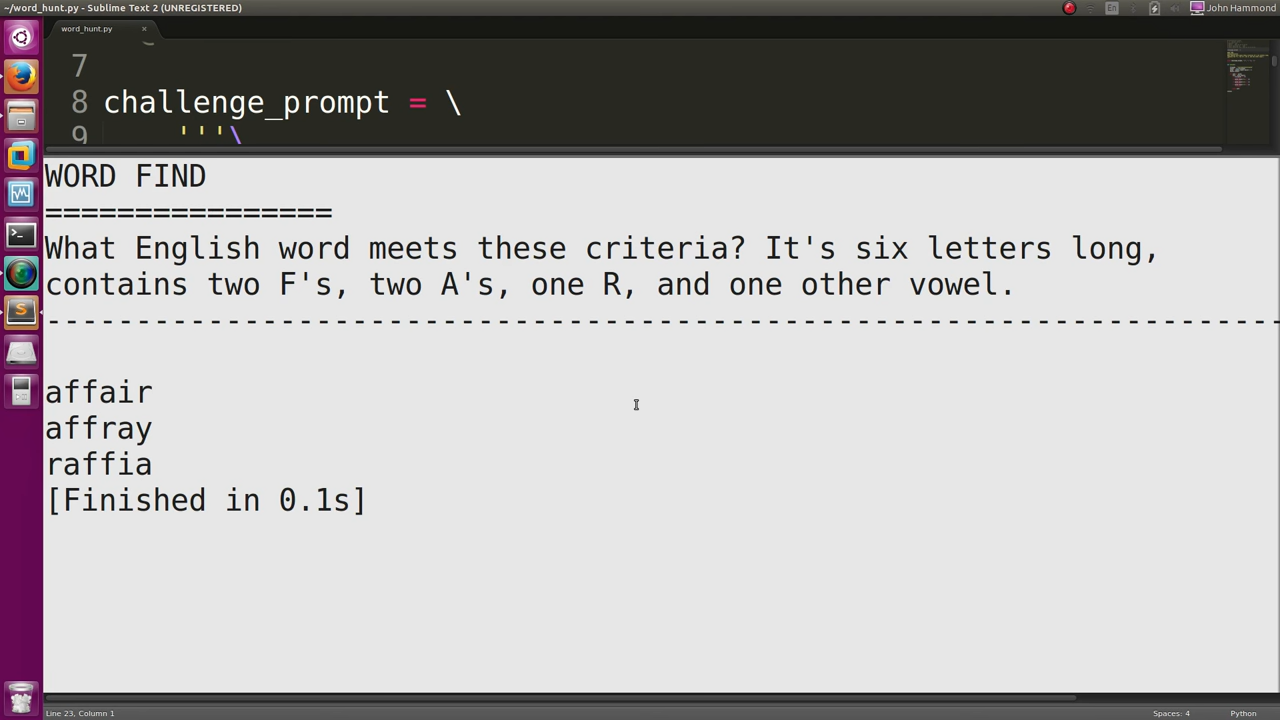 ~/word_hunt.py - Sublime Text 2 (UNREGISTERED)
En
John Hammond
word_hunt.py ×
7
8 challenge_prompt = \
9 '''\
WORD FIND
================
What English word meets these criteria? It's six letters long,
contains two F's, two A's, one R, and one other vowel.
--------------------------------------------------------------------
affair
affray
raffia
[Finished in 0.1s]
Line 23, Column 1
Spaces: 4
Python